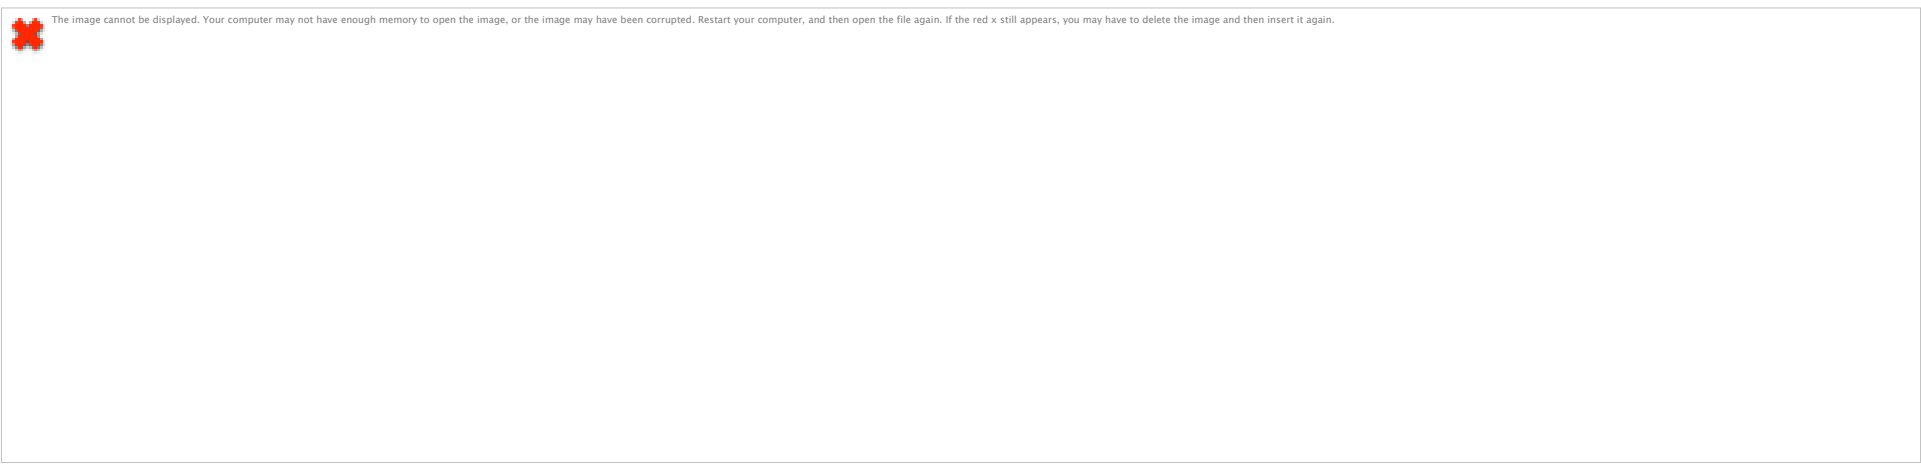 The image cannot be displayed. Your computer may not have enough memory to open the image, or the image may have been corrupted. Restart your computer, and then open the file again. If the red x still appears, you may have to delete the image and then insert it again.